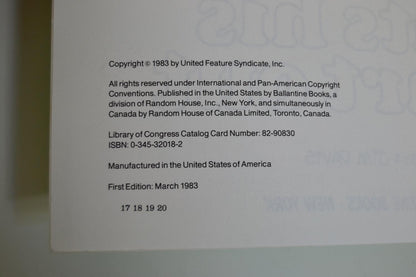 Copyright © 1983 by United Feature Syndicate, Inc.
All rights reserved under International and Pan-American Copyright
Conventions. Published in the United States by Ballantine Books, a
division of Random House, Inc., New York, and simultaneously in
Canada by Random House of Canada Limited, Toronto, Canada.
Library of Congress Catalog Card Number: 82-90830
ISBN: 0-345-32018-2
Manufactured in the United States of America
First Edition: March 1983
17 18 19 20